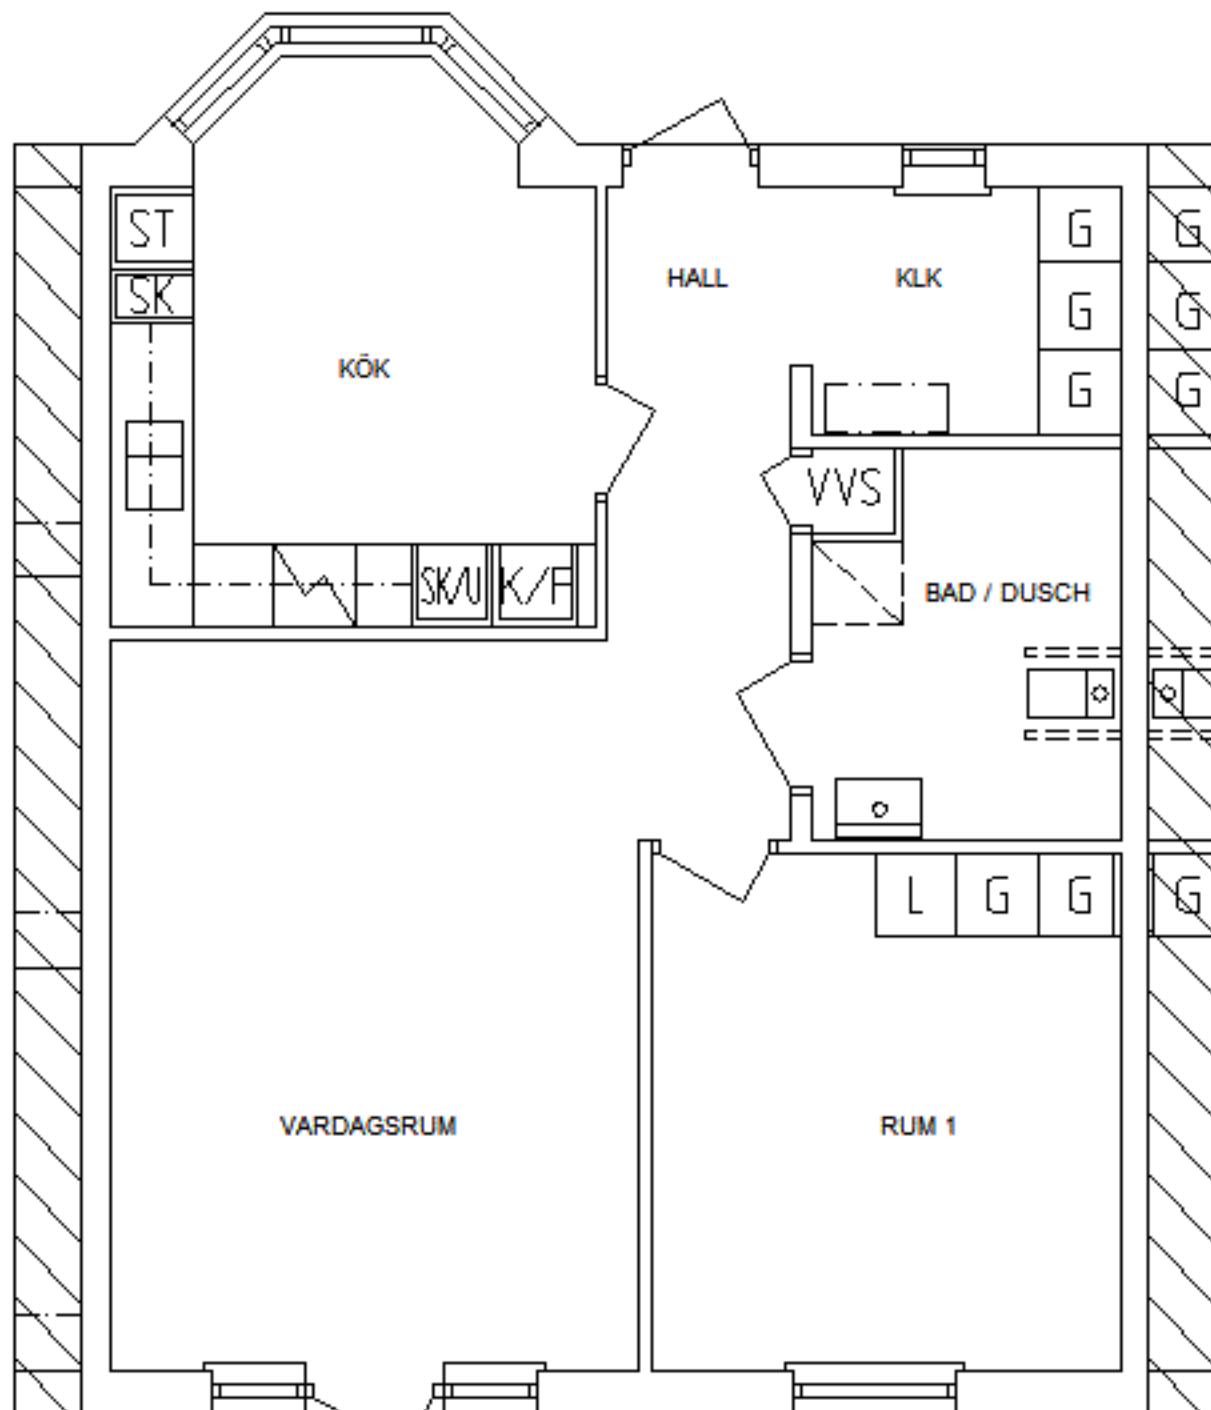 ST
G
G
HALL
KLK
SK
G
G
KÖK
G
G
VVS
SK/U
K/F
BAD / DUSCH
L
G
G
G
VARDAGSRUM
RUM 1